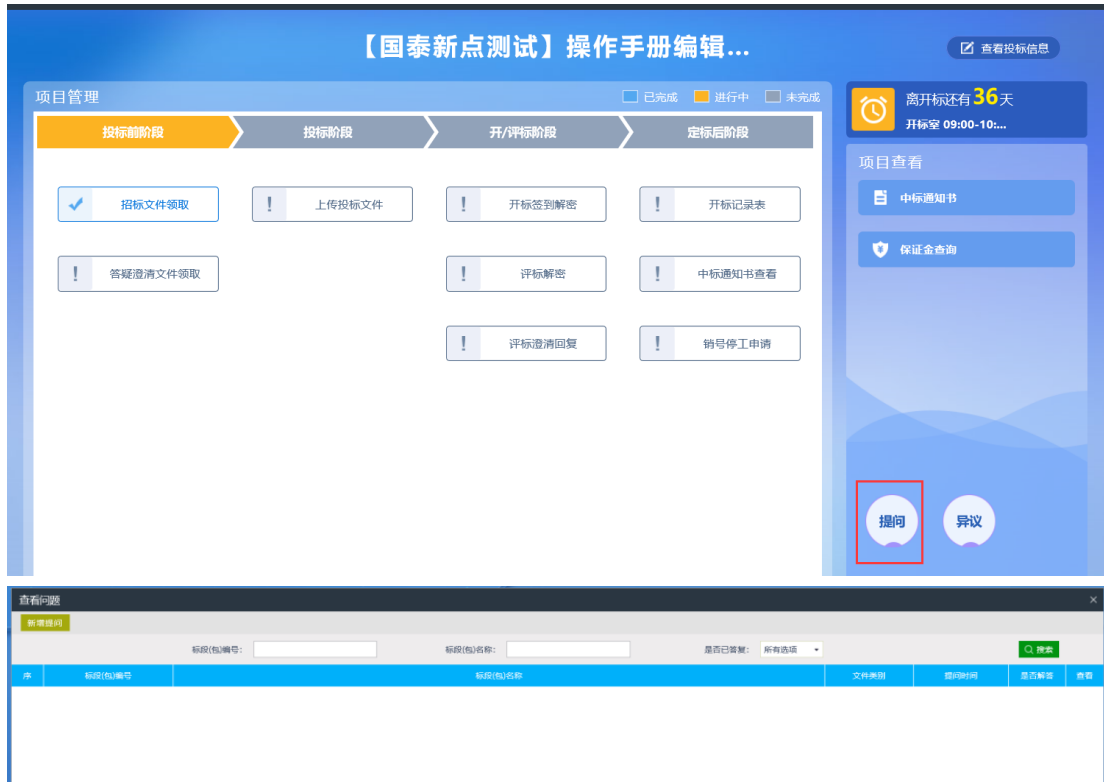 【国泰新点测试】操作手册编辑...
查看投标信息
项目管理
已完成 进行中 未完成
投标前阶段 投标阶段 开/评标阶段 定标后阶段
招标文件领取 上传投标文件 开标签到解密 开标记录表
答疑澄清文件领取 评标解密 中标通知书查看
评标澄清回复 销号停工申请
离开标还有36天
开标室 09:00-10:...
项目查看
中标通知书
保证金查询
提问 异议
查看问题
新增提问
标段(包)编号: 标段(包)名称: 是否已答复: 所有选项 搜索
序 标段(包)编号 标段(包)名称 文件类别 提问时间 是否解答 查看